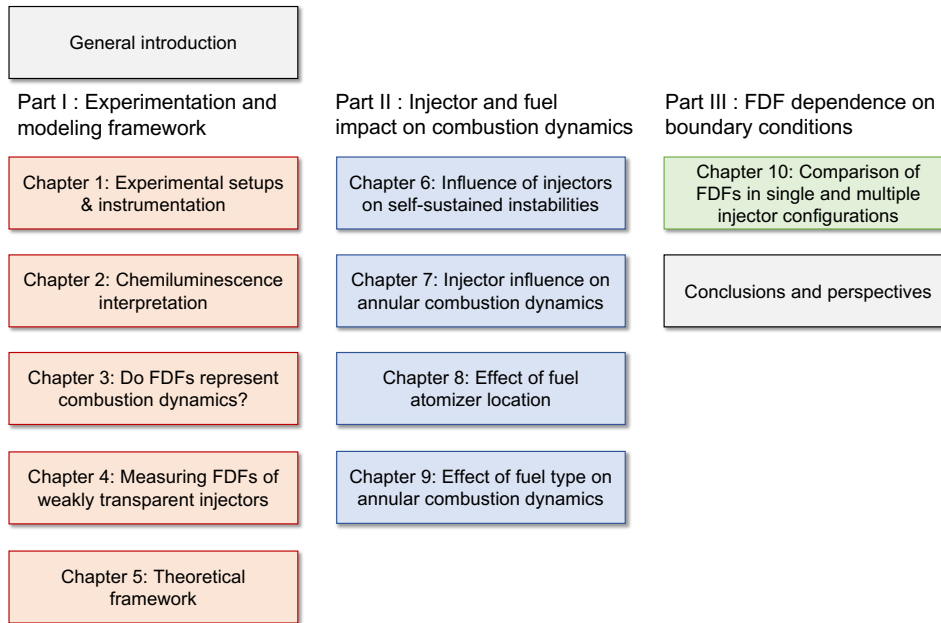 General introduction
Part I : Experimentation and
modeling framework
Chapter 1: Experimental setups
& instrumentation
Chapter 2: Chemiluminescence
interpretation
Chapter 3: Do FDFs represent
combustion dynamics?
Chapter 4: Measuring FDFs of
weakly transparent injectors
Chapter 5: Theoretical
framework
Part II : Injector and fuel
impact on combustion dynamics
Chapter 6: Influence of injectors
on self-sustained instabilities
Chapter 7: Injector influence on
annular combustion dynamics
Chapter 8: Effect of fuel
atomizer location
Chapter 9: Effect of fuel type on
annular combustion dynamics
Part III : FDF dependence on
boundary conditions
Chapter 10: Comparison of
FDFs in single and multiple
injector configurations
Conclusions and perspectives